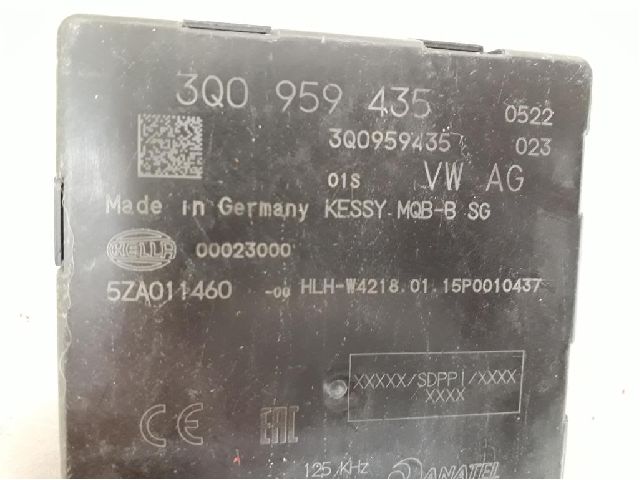 3Q0 959 435
0522
3Q0959435
023
01S
VW AG
Made in Germany KESSY MQB-B SG
HELLA
00023000
5ZA011460 -00 HLH-W4218.01.15P0010437
XXXXX/SDPPI/XXXX
XXXX
CE EAC
125 KHz
ANATEL